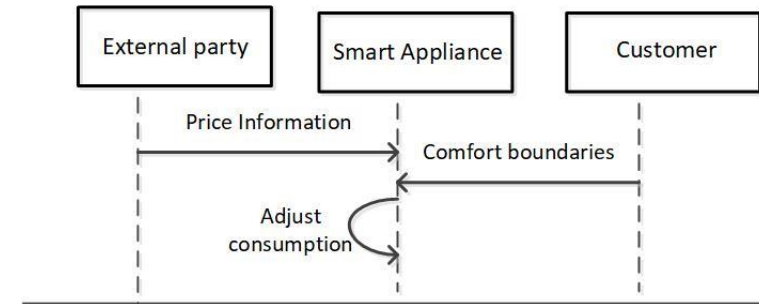 External party
Smart Appliance
Customer
Price Information
Comfort boundaries
Adjust
consumption